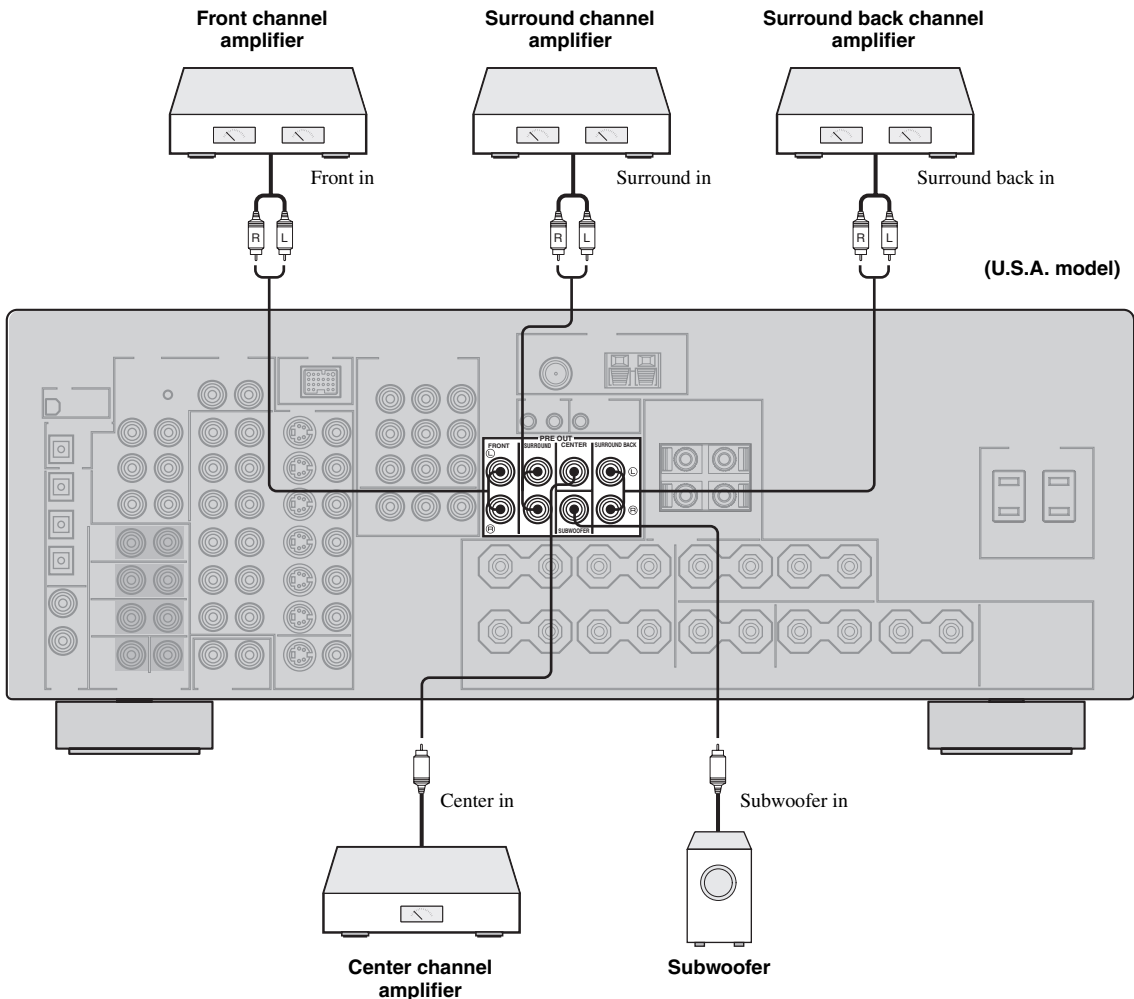 Front channel
amplifier
Surround channel
amplifier
Surround back channel
amplifier
Front in
Surround in
Surround back in
R L
R L
R L
(U.S.A. model)
PRE OUT
FRONT SURROUND CENTER SURROUND BACK
L L
R R
SUBWOOFER
Center in
Subwoofer in
Center channel
amplifier
Subwoofer